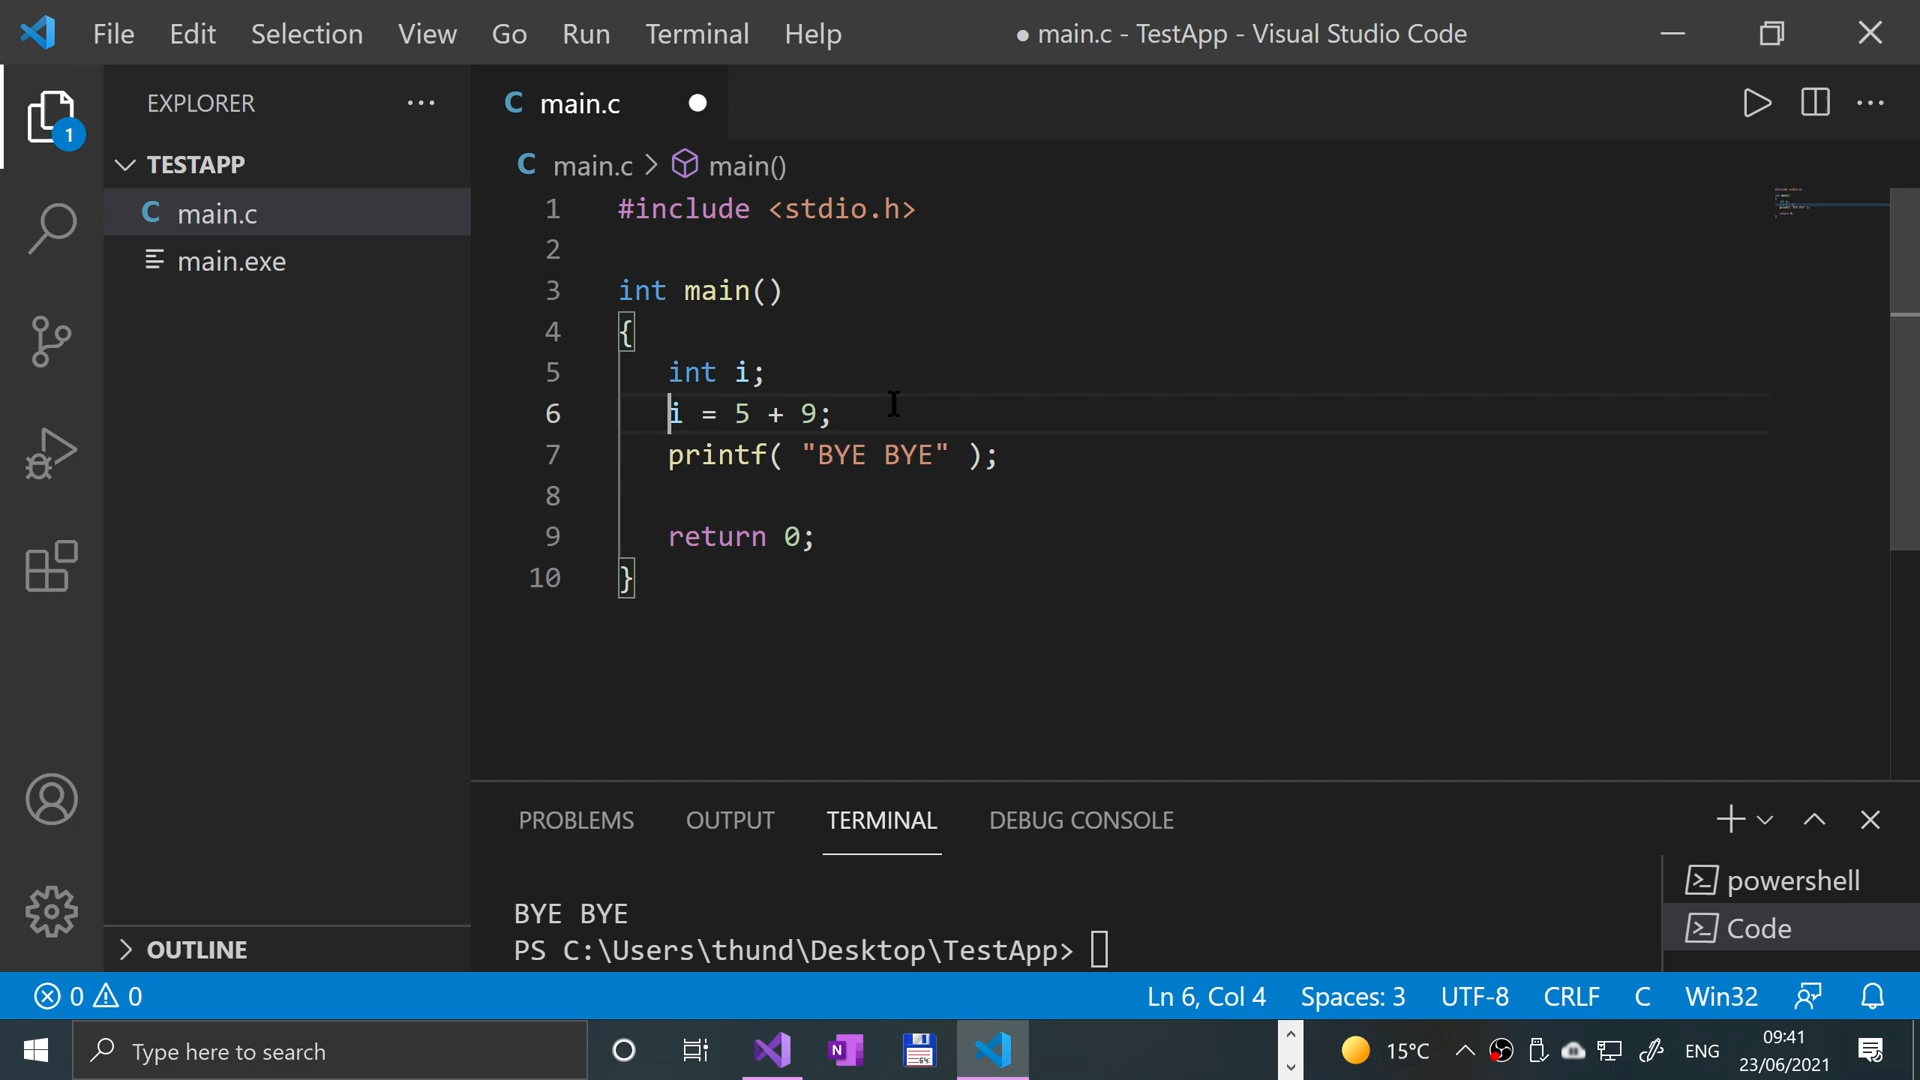 File Edit Selection View Go Run Terminal Help
● main.c - TestApp - Visual Studio Code
EXPLORER
1
TESTAPP
C main.c
main.exe
OUTLINE
C main.c
C main.c > main()
1 #include <stdio.h>
2
3 int main()
4 {
5 int i;
6 i = 5 + 9;
7 printf( "BYE BYE" );
8
9 return 0;
10 }
PROBLEMS OUTPUT TERMINAL DEBUG CONSOLE
BYE BYE
PS C:\Users\thund\Desktop\TestApp>
powershell
Code
0 0
Ln 6, Col 4 Spaces: 3 UTF-8 CRLF C Win32
Type here to search
N
64
15°C
ENG
09:41
23/06/2021